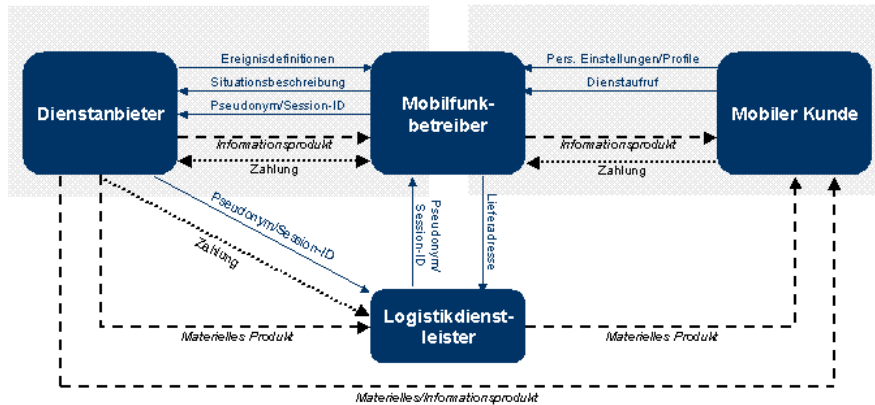 Ereignisdefinitionen
Situationsbeschreibung
Pseudonym/Session-ID
Informationsprodukt
Zahlung
Dienstanbieter
Mobilfunk-
betreiber
Pers. Einstellungen/Profile
Dienstaufruf
Informationsprodukt
Zahlung
Mobiler Kunde
Pseudonym/Session-ID
Zahlung
Pseudonym/
Session-ID
Lieferadresse
Logistikdienst-
leister
Materielles Produkt
Materielles Produkt
Materielles/Informationsprodukt